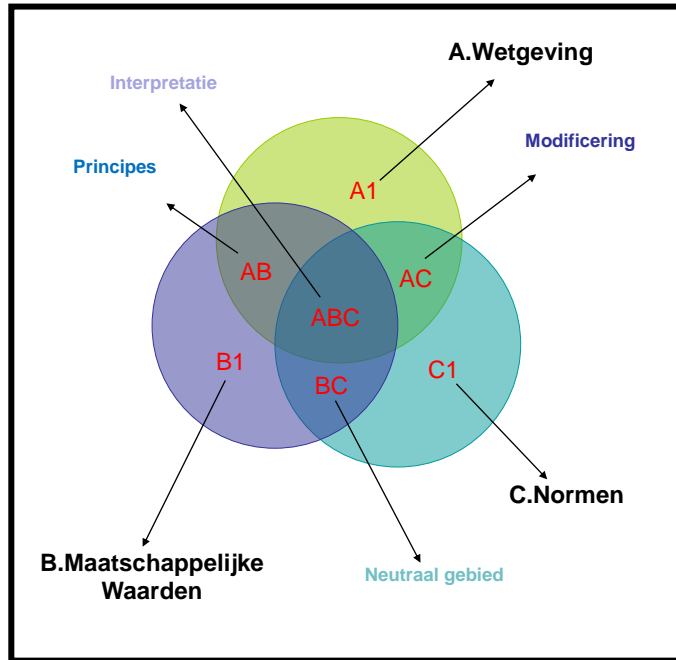 A.Wetgeving
Interpretatie
Modificering
Principes
A1
AB
AC
ABC
B1
BC
C1
C.Normen
B.Maatschappelijke
Waarden
Neutraal gebied